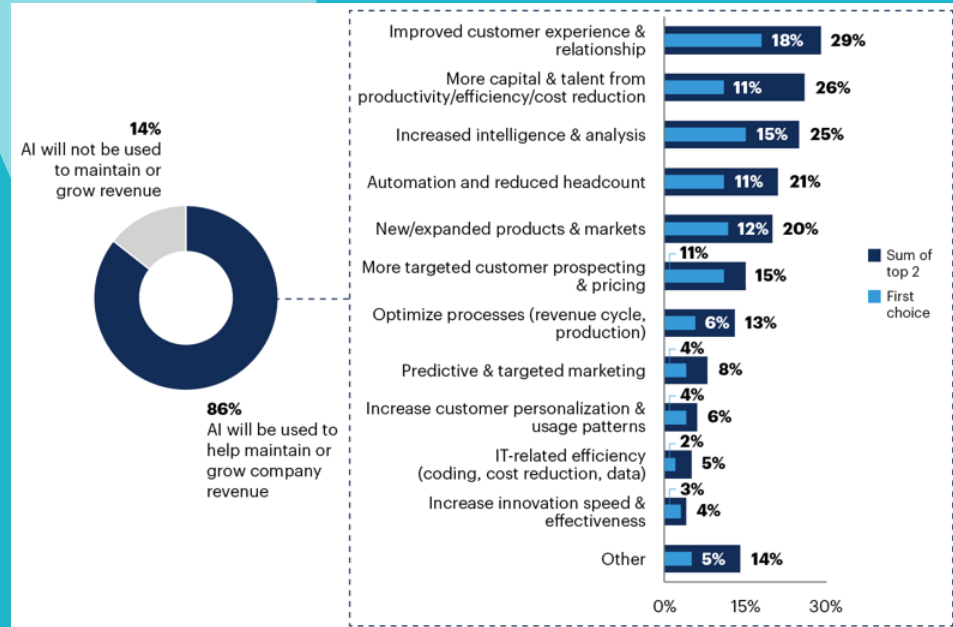 14%
AI will not be used
to maintain or
grow revenue
86%
AI will be used to
help maintain or
grow company
revenue
Improved customer experience &
relationship
18% 29%
More capital & talent from
productivity/efficiency/cost reduction
11% 26%
Increased intelligence & analysis
15% 25%
Automation and reduced headcount
11% 21%
New/expanded products & markets
12% 20%
More targeted customer prospecting
& pricing
11%
15%
Optimize processes (revenue cycle,
production)
6% 13%
Predictive & targeted marketing
4%
8%
Increase customer personalization &
usage patterns
4%
6%
IT-related efficiency
(coding, cost reduction, data)
2%
5%
Increase innovation speed &
effectiveness
3%
4%
Other
5% 14%
0% 15% 30%
Sum of
top 2
First
choice